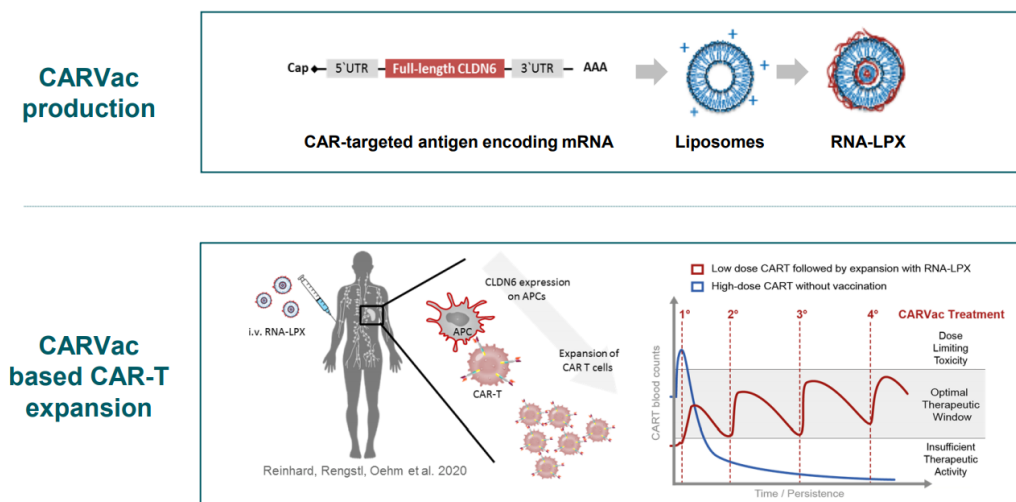 CARVac
production
Cap
5`UTR
Full-length CLDN6
3`UTR
AAA
CAR-targeted antigen encoding mRNA
Liposomes
RNA-LPX
+
+
+
+
CARVac
based CAR-T
expansion
i.v. RNA-LPX
CLDN6 expression
on APCs
APC
Expansion of
CAR T cells
CAR-T
Reinhard, Rengstl, Oehm et al. 2020
Low dose CART followed by expansion with RNA-LPX
High-dose CART without vaccination
1° 2° 3° 4° CARVac Treatment
CART blood counts
Dose
Limiting
Toxicity
Optimal
Therapeutic
Window
Insufficient
Therapeutic
Activity
Time / Persistence